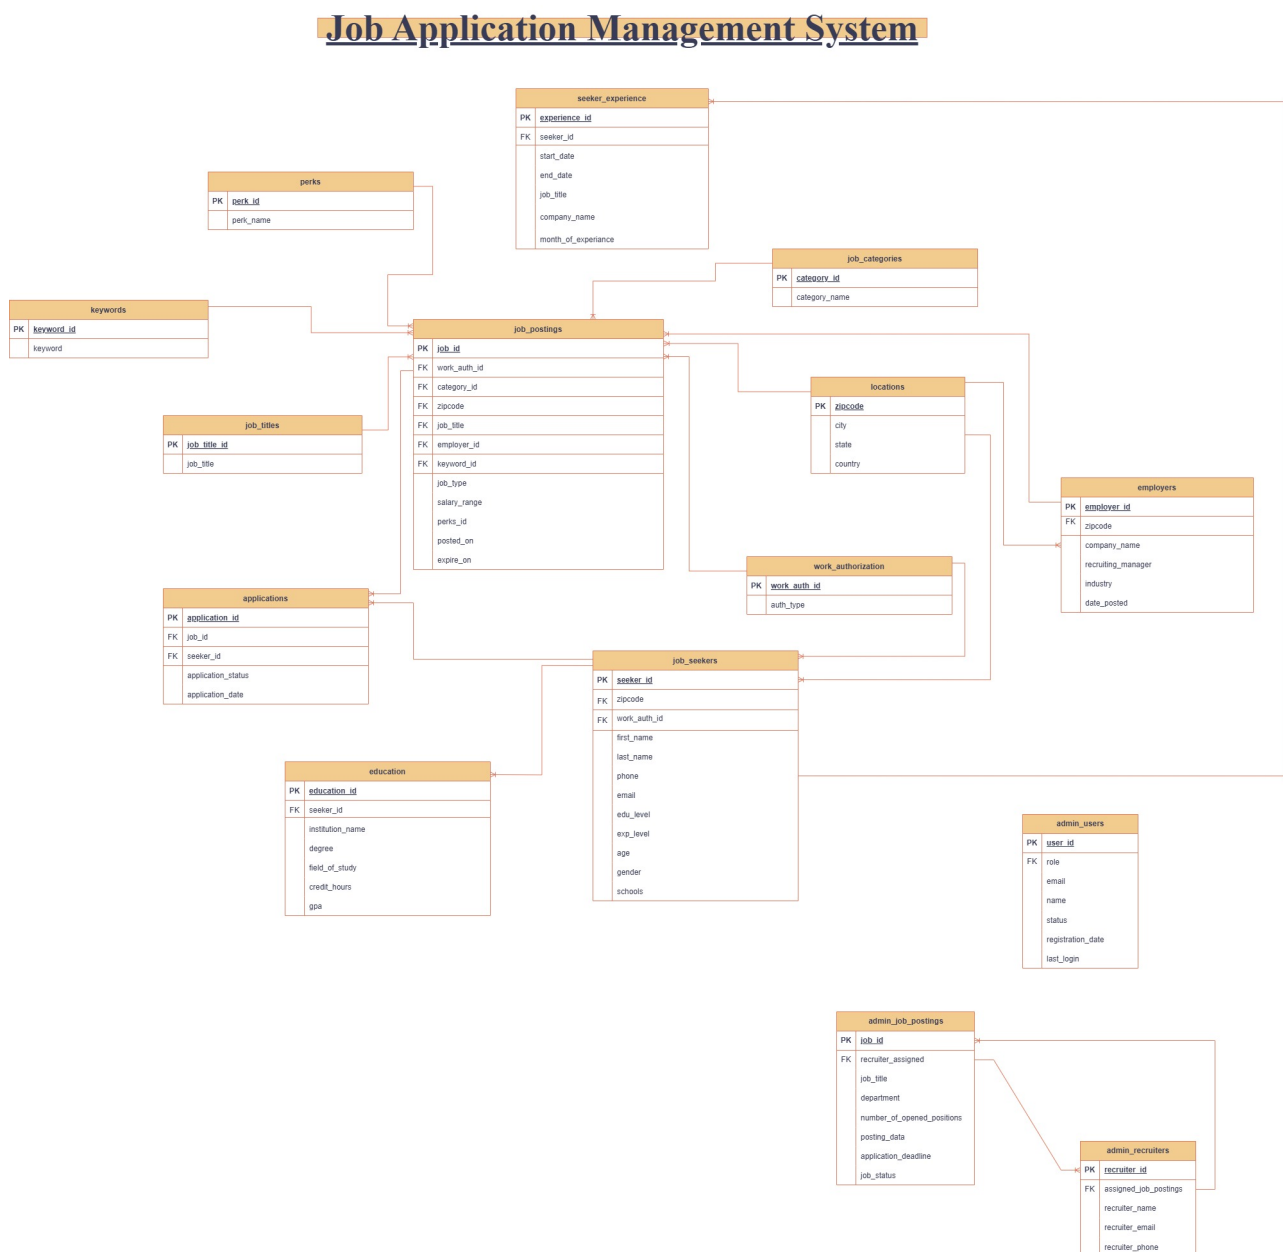 Job Application Management System
seeker_experience
PK experience_id
FK seeker_id
start_date
end_date
job_title
company_name
month_of_experiance
perks
PK perk_id
perk_name
job_categories
PK category_id
category_name
keywords
PK keyword_id
keyword
job_postings
PK job_id
FK work_auth_id
FK category_id
FK zipcode
FK job_title
FK employer_id
FK keyword_id
job_type
salary_range
perks_id
posted_on
expire_on
locations
PK zipcode
city
state
country
job_titles
PK job_title_id
job_title
employers
PK employer_id
FK zipcode
company_name
recruiting_manager
industry
date_posted
work_authorization
PK work_auth_id
auth_type
applications
PK application_id
FK job_id
FK seeker_id
application_status
application_date
job_seekers
PK seeker_id
FK zipcode
FK work_auth_id
first_name
last_name
phone
email
edu_level
exp_level
age
gender
schools
education
PK education_id
FK seeker_id
institution_name
degree
field_of_study
credit_hours
gpa
admin_users
PK user_id
FK role
email
name
status
registration_date
last_login
admin_job_postings
PK job_id
FK recruiter_assigned
job_title
department
number_of_opened_positions
posting_data
application_deadline
job_status
admin_recruiters
PK recruiter_id
FK assigned_job_postings
recruiter_name
recruiter_email
recruiter_phone